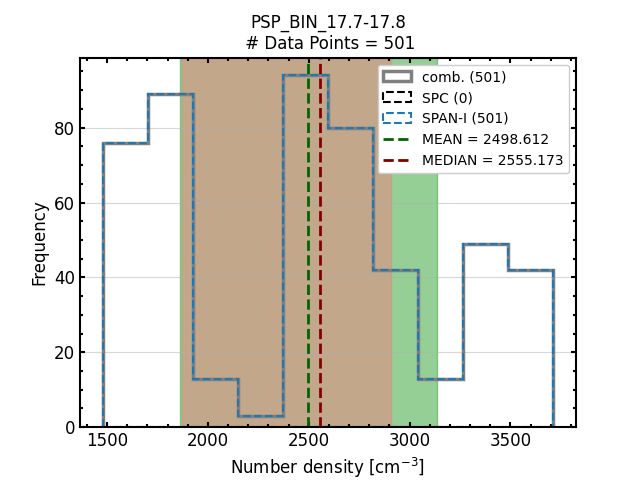 PSP_BIN_17.7-17.8
# Data Points = 501
comb. (501)
SPC (0)
SPAN-I (501)
MEAN = 2498.612
MEDIAN = 2555.173
Frequency
80
60
40
20
0
1500 2000 2500 3000 3500
Number density [cm⁻³]